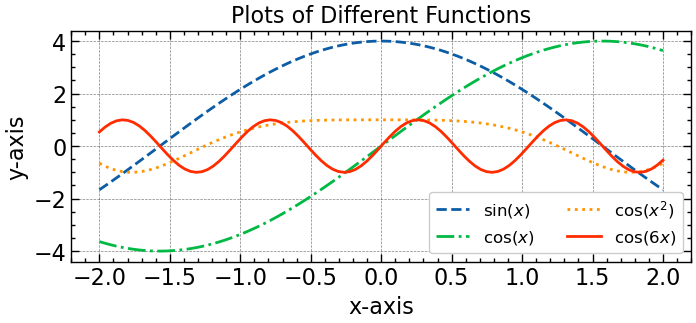 Plots of Different Functions
y-axis
4
2
0
−2
−4
sin(x)
cos(x)
cos(x²)
cos(6x)
−2.0 −1.5 −1.0 −0.5 0.0 0.5 1.0 1.5 2.0
x-axis